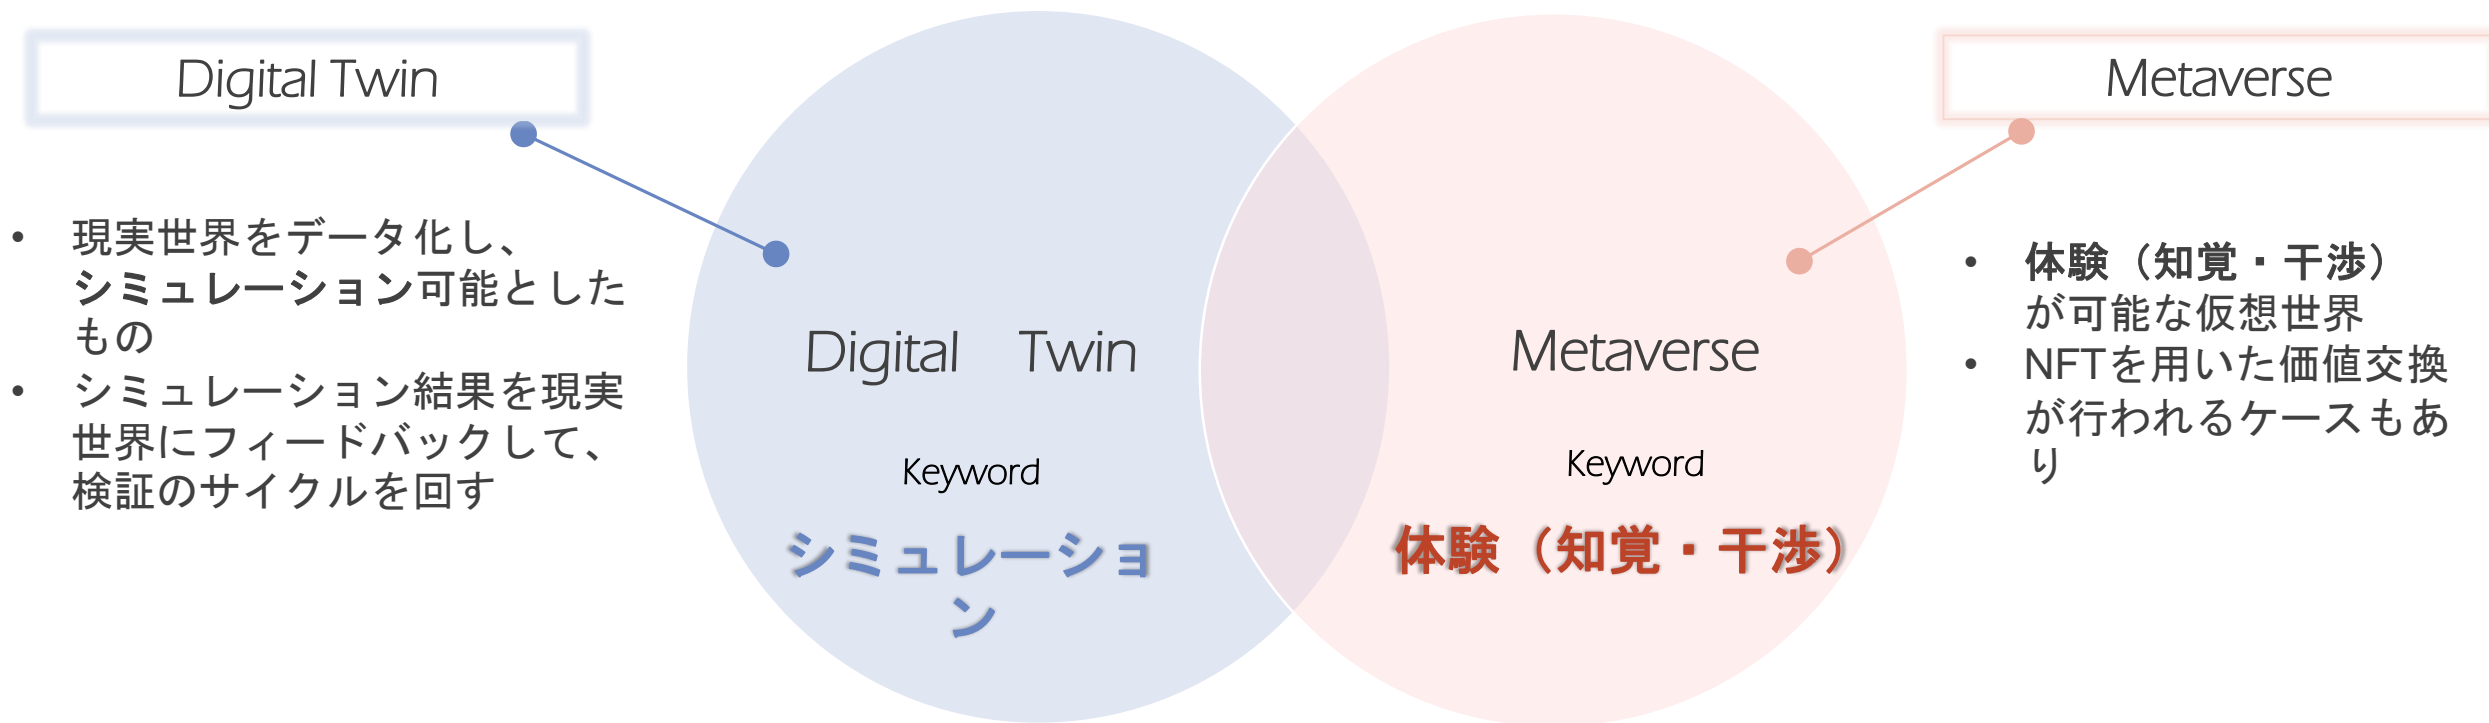 Digital Twin
• 現実世界をデータ化し、
シミュレーション可能とした
もの
• シミュレーション結果を現実
世界にフィードバックして、
検証のサイクルを回す
Digital　Twin
Keyword
シミュレーショ
ン
Metaverse
Keyword
体験（知覚・干渉）
Metaverse
• 体験（知覚・干渉）
が可能な仮想世界
• NFTを用いた価値交換
が行われるケースもあ
り